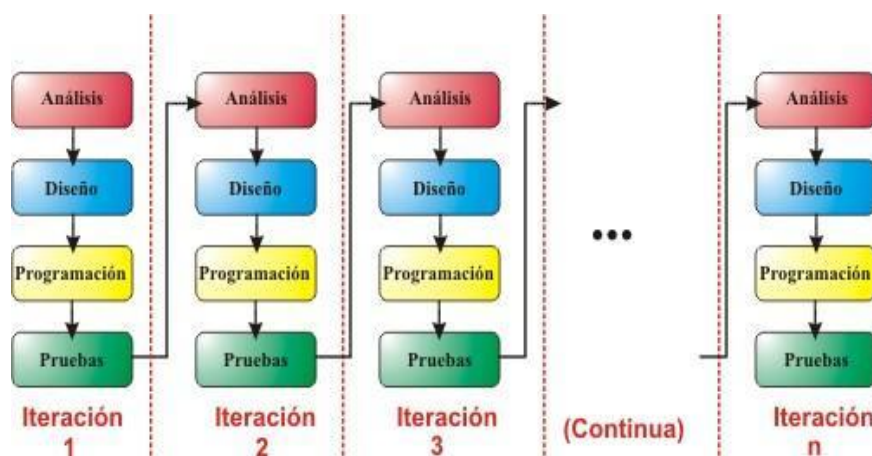 Análisis
Diseño
Programación
Pruebas
Iteración
1
Análisis
Diseño
Programación
Pruebas
Iteración
2
Análisis
Diseño
Programación
Pruebas
Iteración
3
...
(Continua)
Análisis
Diseño
Programación
Pruebas
Iteración
n